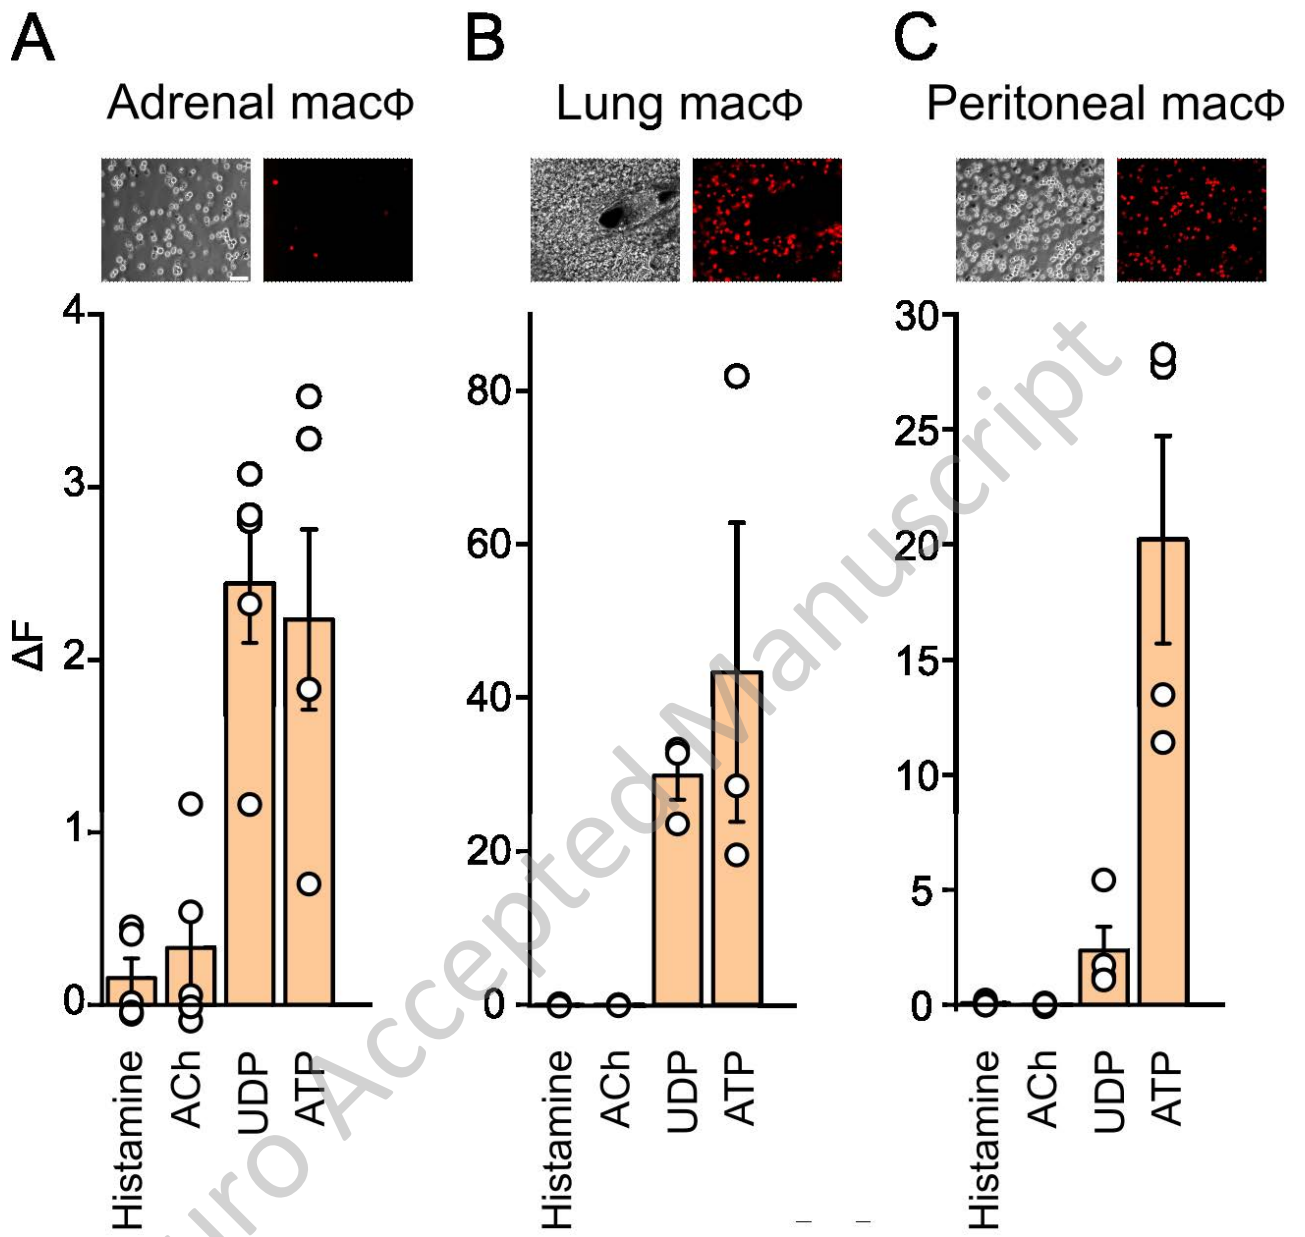 A
B
C
Adrenal macΦ
Lung macΦ
Peritoneal macΦ
ΔF
4
3
2
1
0
80
60
40
20
0
30
25
20
15
10
5
0
Histamine
ACh
UDP
ATP
Histamine
ACh
UDP
ATP
Histamine
ACh
UDP
ATP
uro Accepted Manuscript